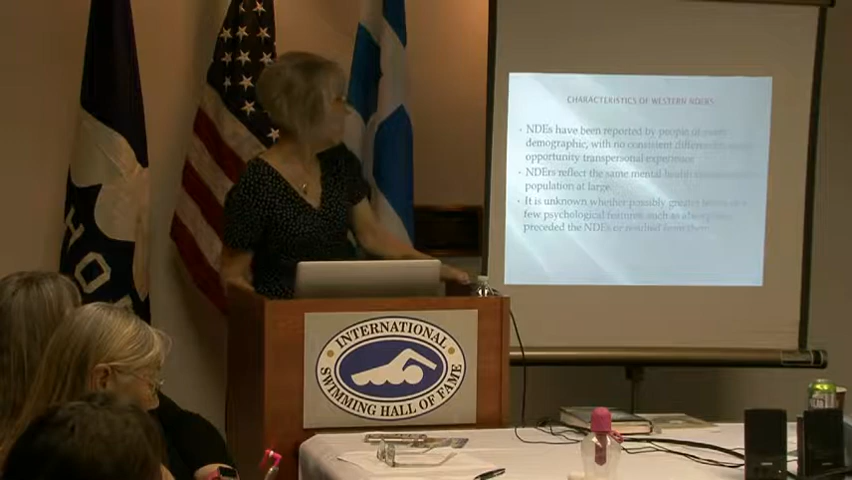 CHARACTERISTICS OF WESTERN NDERS
NDEs have been reported by people of every
demographic, with no consistent
opportunity transpersonal experience
NDErs reflect the same mental health
population at large.
It is unknown whether possibly greater
few psychological features such as
preceded the NDEs or resulted from them.
HO
INTERNATIONAL
SWIMMING HALL OF FAME